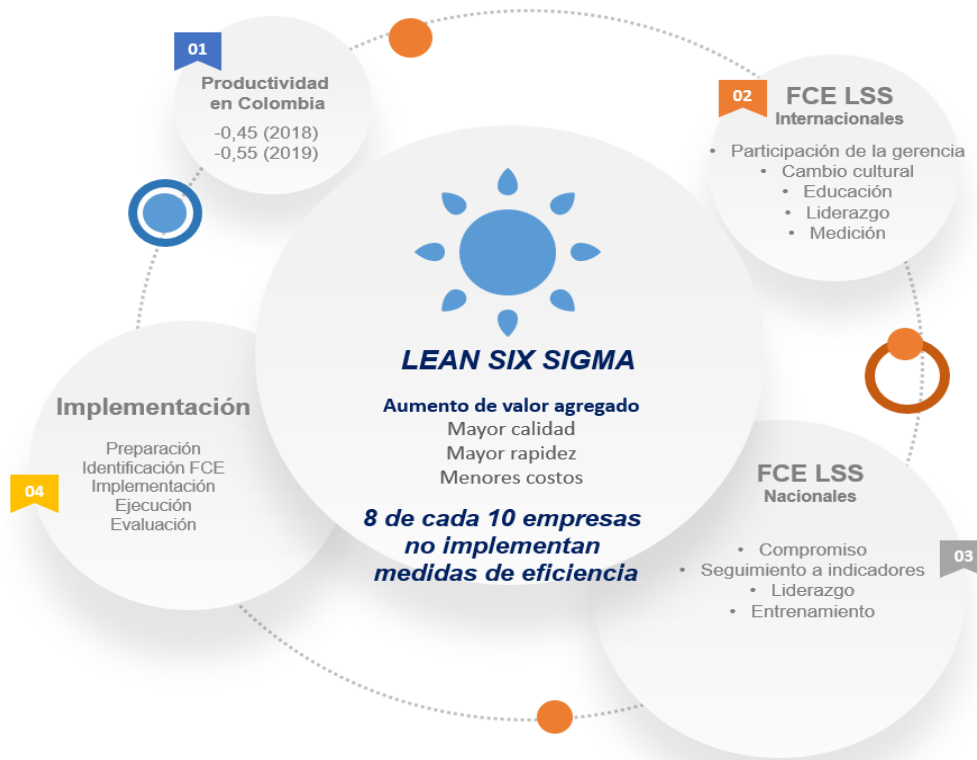 01
Productividad
en Colombia
-0,45 (2018)
-0,55 (2019)
02
FCE LSS
Internacionales
• Participación de la gerencia
• Cambio cultural
• Educación
• Liderazgo
• Medición
LEAN SIX SIGMA
Aumento de valor agregado
Mayor calidad
Mayor rapidez
Menores costos
8 de cada 10 empresas
no implementan
medidas de eficiencia
03
FCE LSS
Nacionales
• Compromiso
• Seguimiento a indicadores
• Liderazgo
• Entrenamiento
04
Implementación
Preparación
Identificación FCE
Implementación
Ejecución
Evaluación